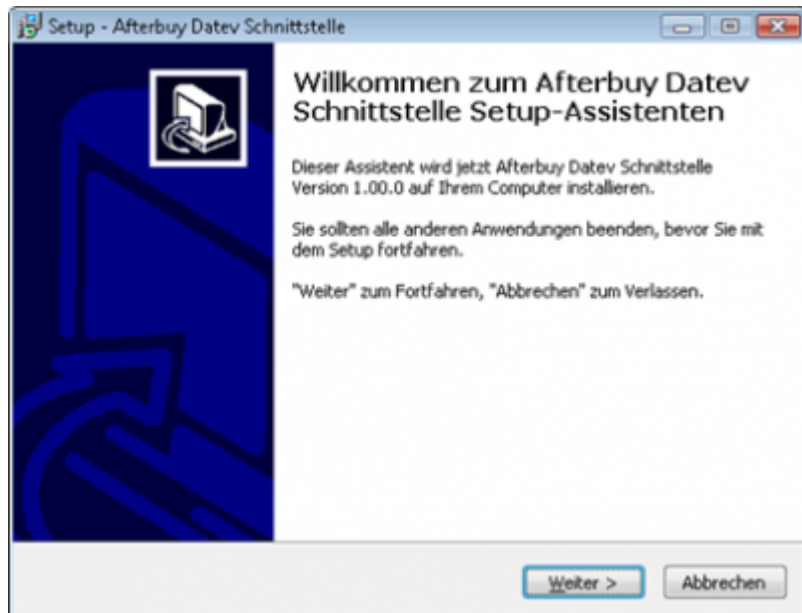 Setup - Afterbuy Datev Schnittstelle
Willkommen zum Afterbuy Datev
Schnittstelle Setup-Assistenten
Dieser Assistent wird jetzt Afterbuy Datev Schnittstelle
Version 1.00.0 auf Ihrem Computer installieren.
Sie sollten alle anderen Anwendungen beenden, bevor Sie mit
dem Setup fortfahren.
"Weiter" zum Fortfahren, "Abbrechen" zum Verlassen.
Weiter >
Abbrechen